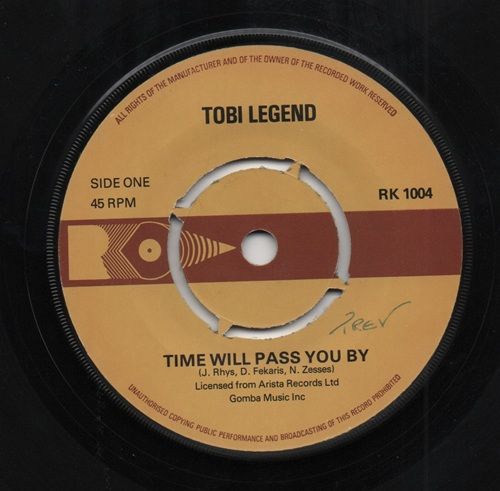 ALL RIGHTS OF THE MANUFACTURER AND OF THE OWNER OF THE RECORDED WORK RESERVED
TOBI LEGEND
SIDE ONE
45 RPM
RK 1004
TREV
TIME WILL PASS YOU BY
(J. Rhys, D. Fekaris, N. Zesses)
Licensed from Arista Records Ltd
Gomba Music Inc
UNAUTHORISED COPYING PUBLIC PERFORMANCE AND BROADCASTING OF THIS RECORD PROHIBITED